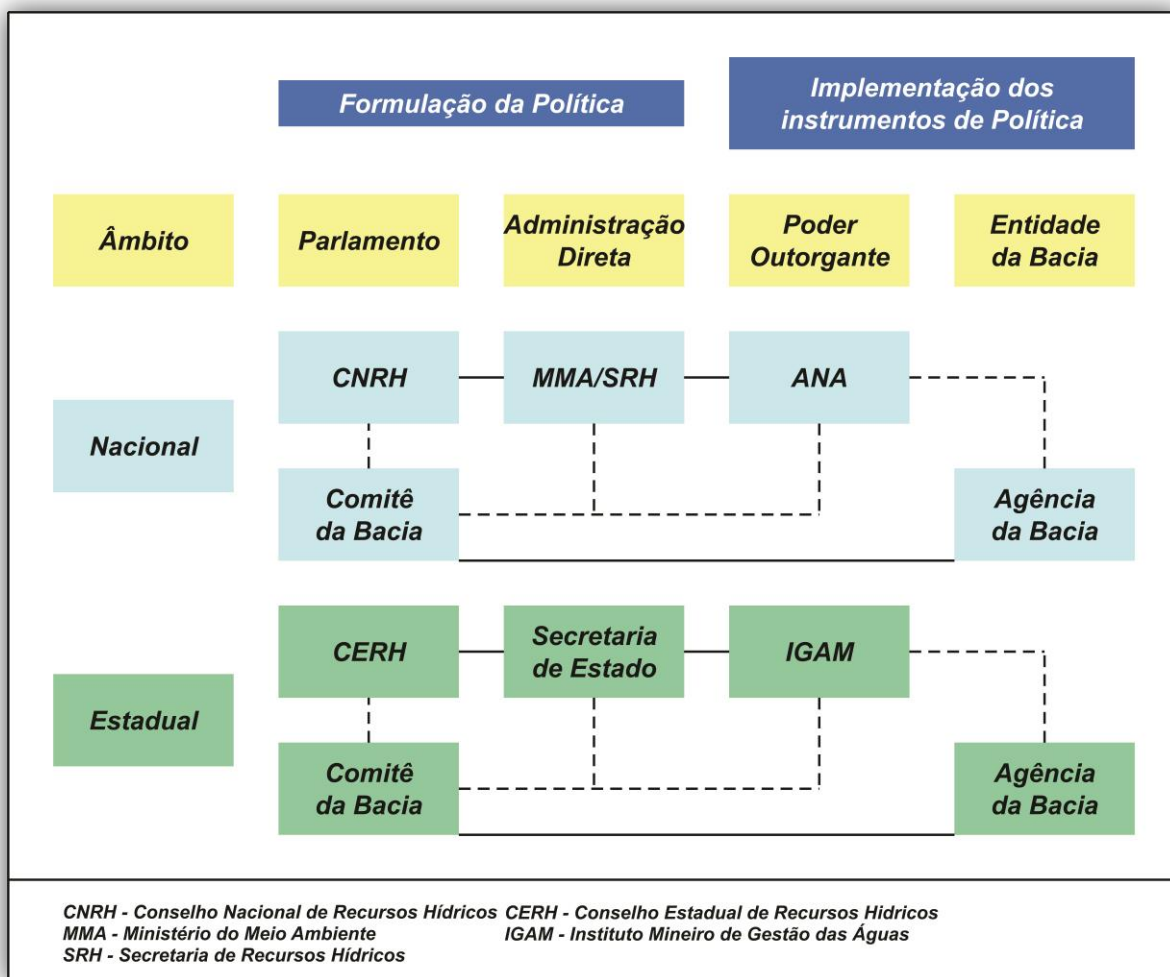 Formulação da Política
Implementação dos
instrumentos de Política
Âmbito
Parlamento
Administração
Direta
Poder
Outorgante
Entidade
da Bacia
Nacional
CNRH
MMA/SRH
ANA
Comitê
da Bacia
Agência
da Bacia
Estadual
CERH
Secretaria
de Estado
IGAM
Comitê
da Bacia
Agência
da Bacia
CNRH - Conselho Nacional de Recursos Hídricos
MMA - Ministério do Meio Ambiente
SRH - Secretaria de Recursos Hídricos
CERH - Conselho Estadual de Recursos Hidricos
IGAM - Instituto Mineiro de Gestão das Águas